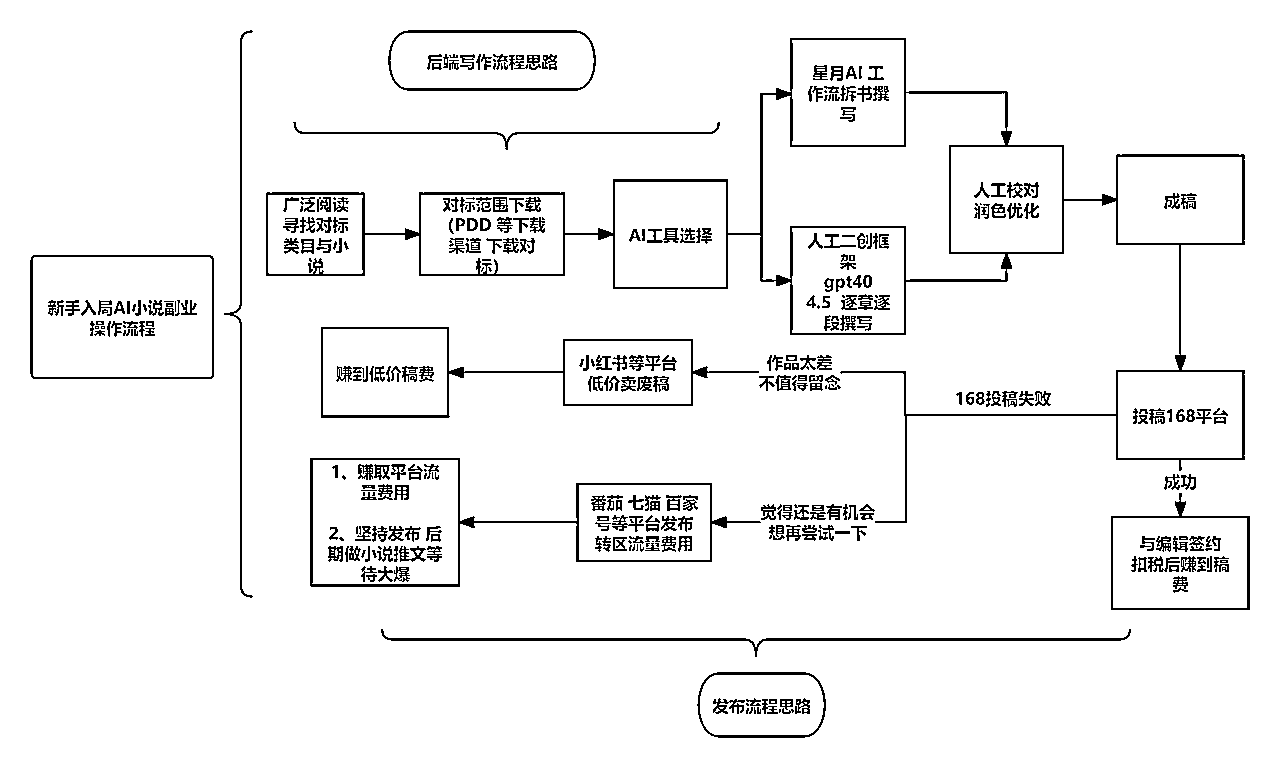 后端写作流程思路
星月AI 工
作流拆书撰
写
广泛阅读
寻找对标
类目与小
说
对标范围下载
（PDD 等下载
渠道 下载对
标）
AI工具选择
人工二创框
架
gpt40
4.5 逐章逐
段撰写
人工校对
润色优化
成稿
新手入局AI小说副业
操作流程
赚到低价稿费
小红书等平台
低价卖废稿
作品太差
不值得留念
168投稿失败
投稿168平台
成功
1、赚取平台流
量费用
2、坚持发布 后
期做小说推文等
待大爆
番茄 七猫 百家
号等平台发布
转区流量费用
觉得还是有机会
想再尝试一下
与编辑签约
扣税后赚到稿
费
发布流程思路